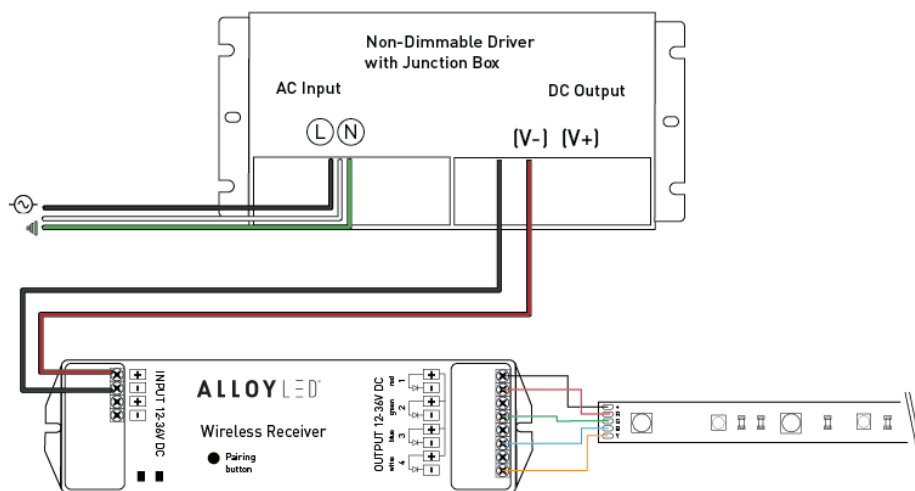 Non-Dimmable Driver
with Junction Box
AC Input
DC Output
L N
(V-) (V+)
INPUT 12-36V DC
+
-
+
-
ALLOYLED®
Wireless Receiver
Pairing
button
OUTPUT 12-36V DC
red 1 +
-
green 2 +
-
blue 3 +
-
4 +
-